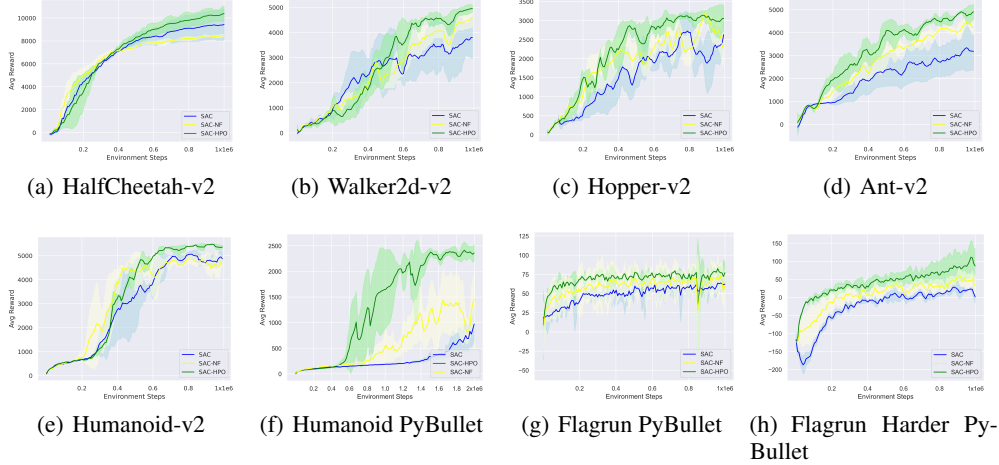 10000
8000
6000
4000
2000
0
Avg Reward
SAC
SAC-NF
SAC-HPO
0.2 0.4 0.6 0.8 1x1e6
Environment Steps
(a) HalfCheetah-v2
5000
4000
3000
2000
1000
0
Avg Reward
SAC
SAC-NF
SAC-HPO
0.2 0.4 0.6 0.8 1x1e6
Environment Steps
(b) Walker2d-v2
3500
3000
2500
2000
1500
1000
500
0
Avg Reward
SAC
SAC-NF
SAC-HPO
0.2 0.4 0.6 0.8 1x1e6
Environment Steps
(c) Hopper-v2
5000
4000
3000
2000
1000
0
Avg Reward
SAC
SAC-NF
SAC-HPO
0.2 0.4 0.6 0.8 1x1e6
Environment Steps
(d) Ant-v2
5000
4000
3000
2000
1000
0
Avg Reward
SAC
SAC-NF
SAC-HPO
0.2 0.4 0.6 0.8 1x1e6
Environment Steps
(e) Humanoid-v2
2500
2000
1500
1000
500
0
Avg Reward
SAC
SAC-HPO
SAC-NF
0.2 0.4 0.6 0.8 1.0 1.2 1.4 1.6 1.8 2x1e6
Environment Steps
(f) Humanoid PyBullet
125
100
75
50
25
0
−25
−50
Avg Reward
SAC
SAC-NF
SAC-HPO
0.2 0.4 0.6 0.8 1x1e6
Environment Steps
(g) Flagrun PyBullet
150
100
50
0
−50
−100
−150
−200
Avg Reward
SAC
SAC-NF
SAC-HPO
0.2 0.4 0.6 0.8 1x1e6
Environment Steps
(h) Flagrun Harder Py-
Bullet